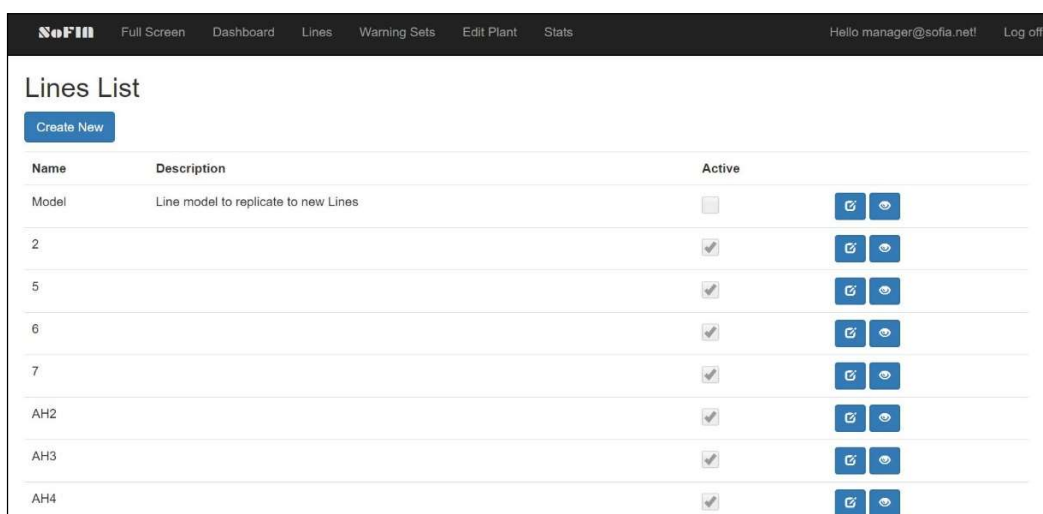 SoFIA Full Screen Dashboard Lines Warning Sets Edit Plant Stats Hello manager@sofia.net! Log off
Lines List
Create New
Name Description Active
Model Line model to replicate to new Lines
2
5
6
7
AH2
AH3
AH4